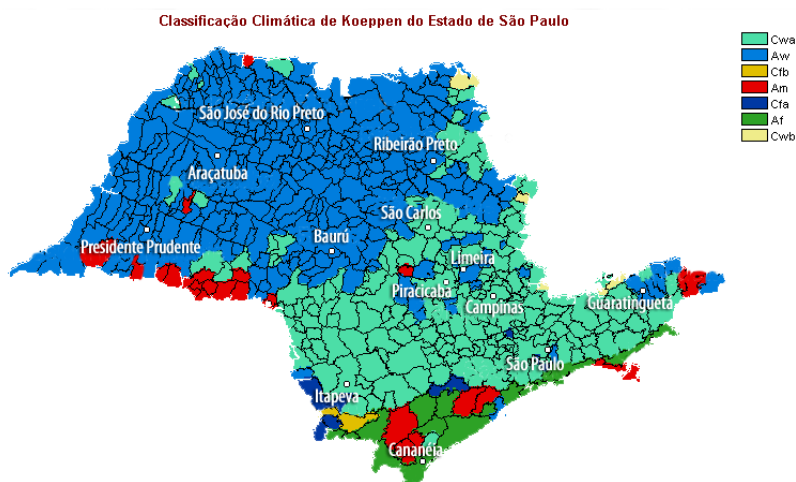 Classificação Climática de Koeppen do Estado de São Paulo
Cwa
Aw
Cfb
Am
Cfa
Af
Cwb
São José do Rio Preto
Ribeirão Preto
Araçatuba
São Carlos
Presidente Prudente
Baurú
Limeira
Piracicaba
Campinas
Guaratingueta
São Paulo
Itapeva
Cananéia